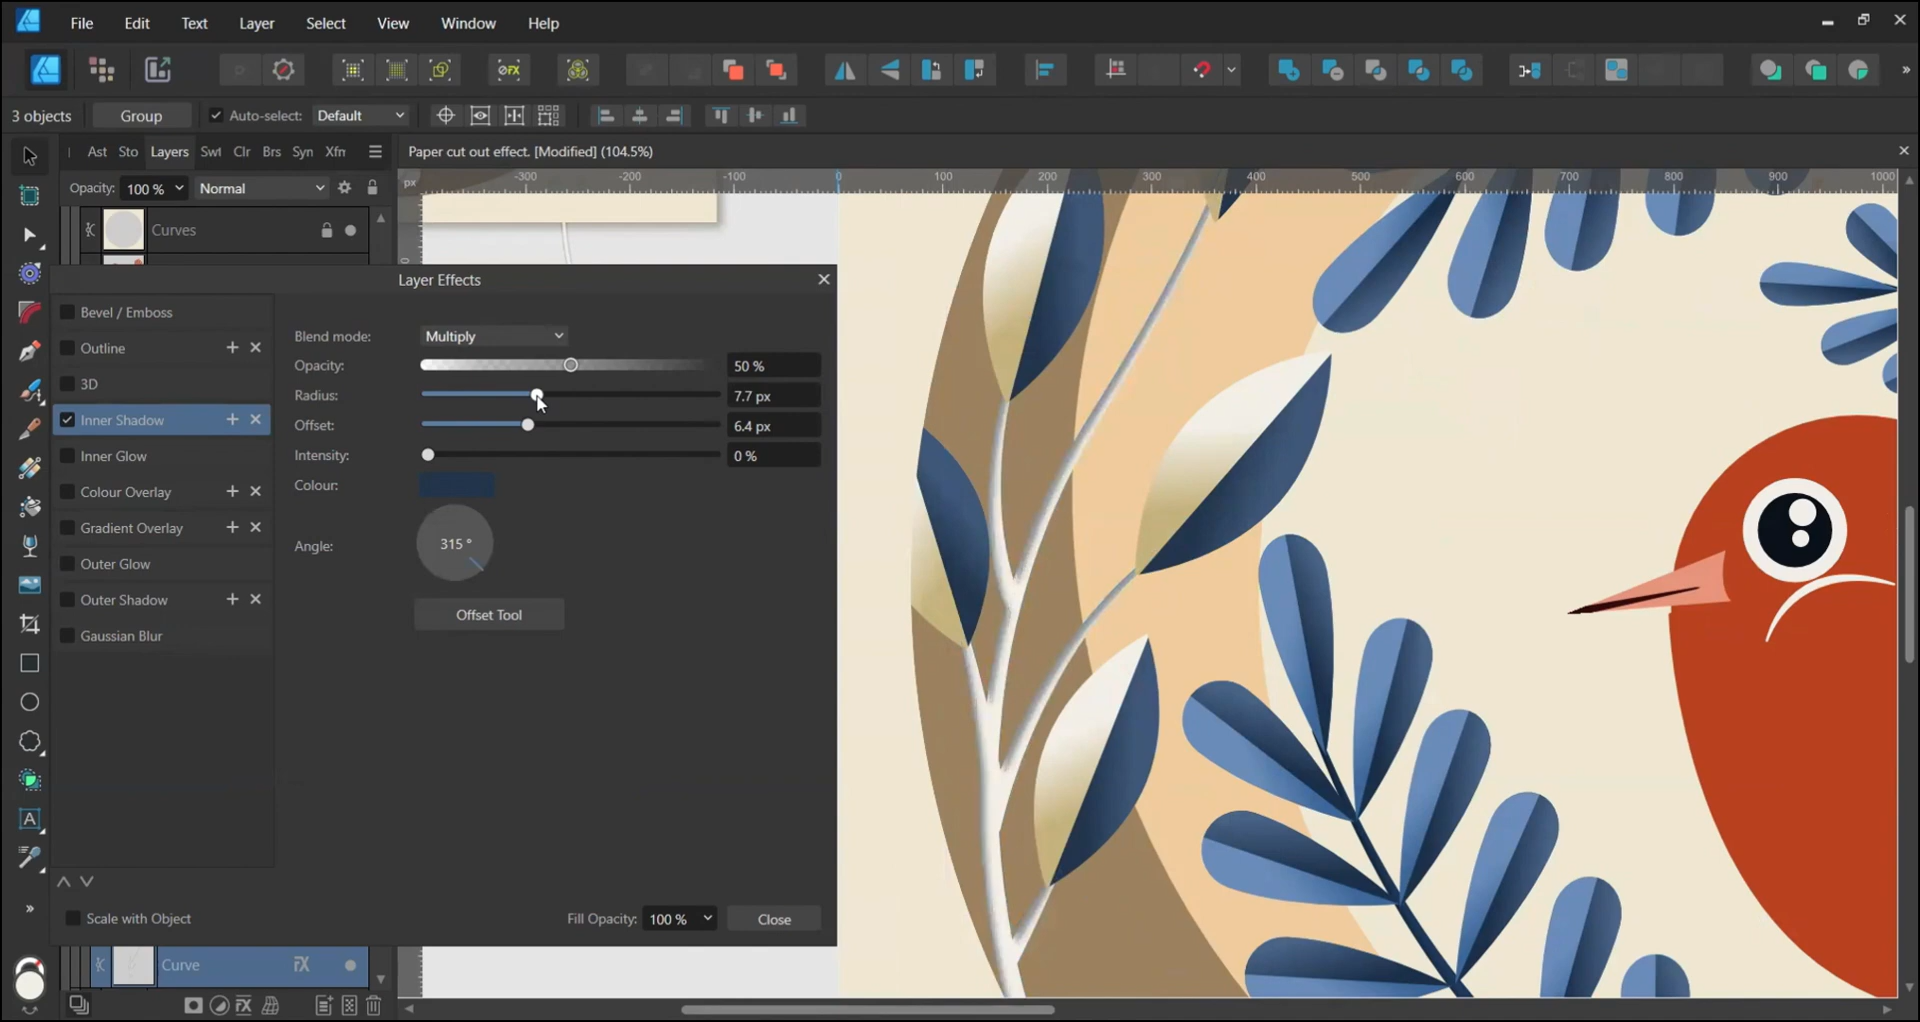 File Edit Text Layer Select View Window Help
3 objects Group Auto-select: Default
Ast Sto Layers Swt Clr Brs Syn Xfr
Paper cut out effect. [Modified] (104.5%)
Opacity: 100 % Normal
px -300 -200 -100 0 100 200 300 400 500 600 700 800 900 1000
Curves
0
Layer Effects
Bevel / Emboss
Outline
3D
Inner Shadow
Inner Glow
Colour Overlay
Gradient Overlay
Outer Glow
Outer Shadow
Gaussian Blur
Blend mode: Multiply
Opacity: 50 %
Radius: 7.7 px
Offset: 6.4 px
Intensity: 0 %
Colour:
Angle: 315 °
Offset Tool
Scale with Object
Fill Opacity: 100 % Close
Curve FX